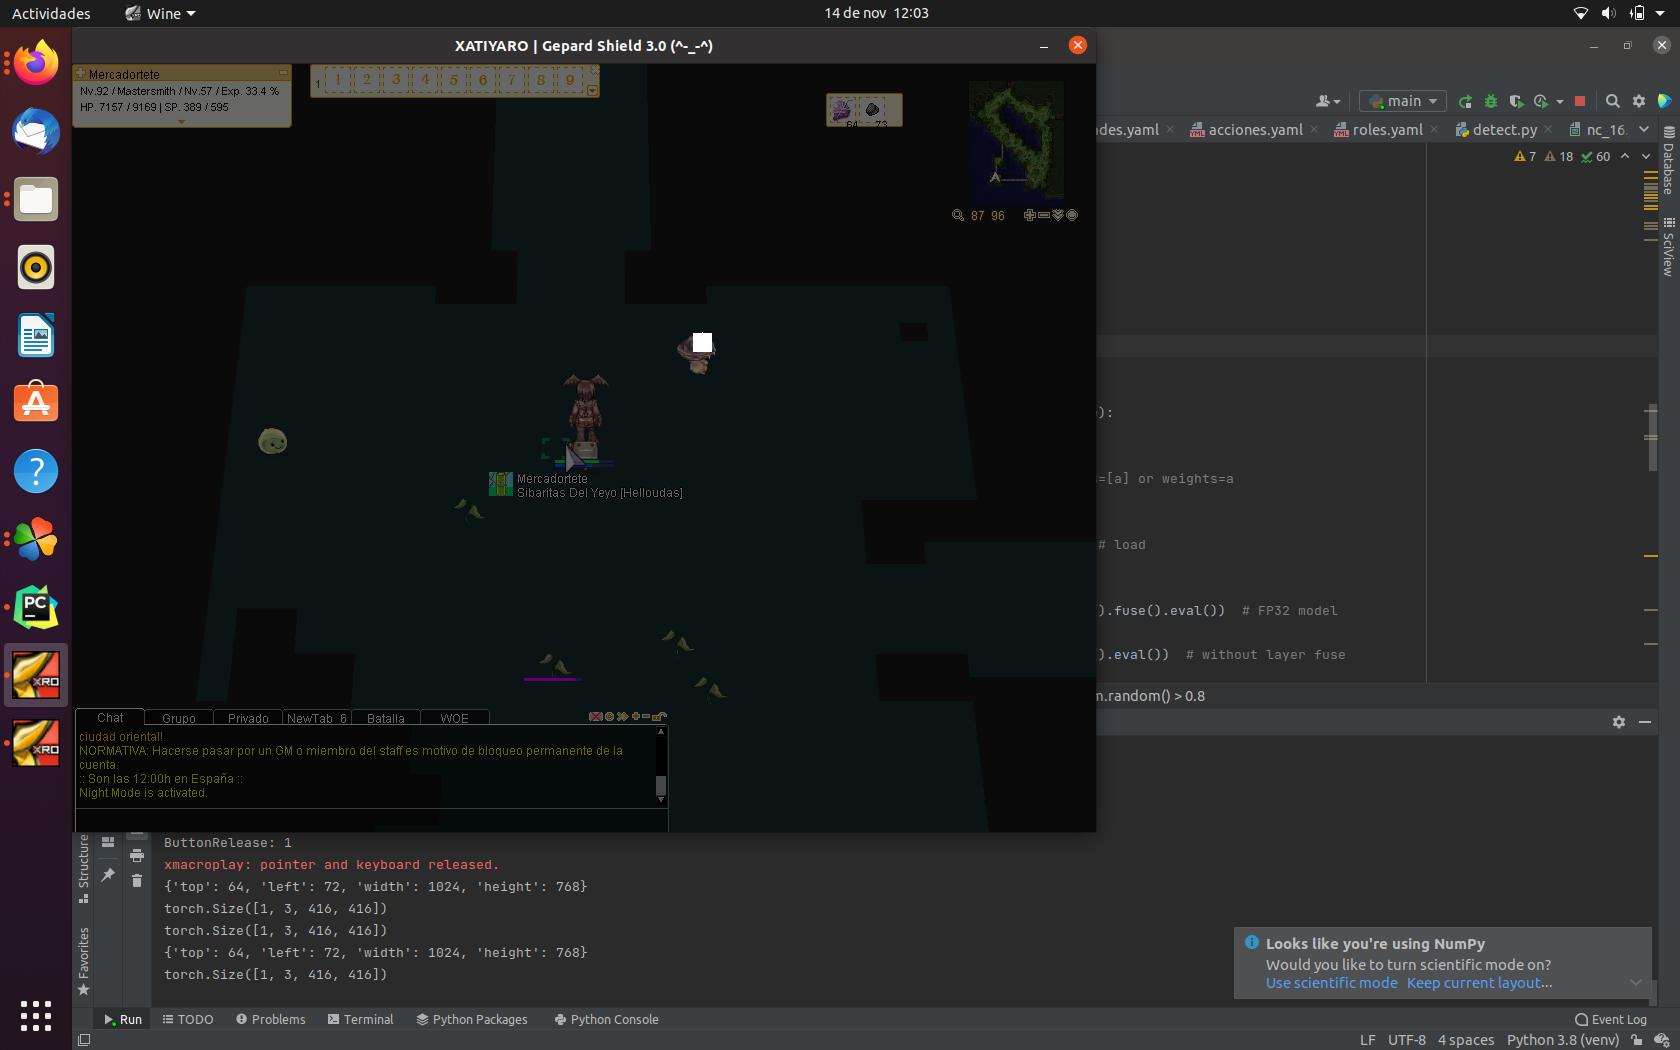 Actividades
Wine
14 de nov 12:03
XATIYARO | Gepard Shield 3.0 (^-_-^)
Mercadortete
Nv.92 / Mastersmith / Nv.57 / Exp. 33.4 %
HP. 7157 / 9169 | SP. 389 / 595
1 1 2 3 4 5 6 7 8 9
64 73
87 96
main
des.yaml
acciones.yaml
roles.yaml
detect.py
nc_16.
7 18 60
Database
SciView
):
=[a] or weights=a
# load
).fuse().eval()) # FP32 model
).eval()) # without layer fuse
m.random() > 0.8
Mercadortete
Sibaritas Del Yeyo [Helloudas]
Chat
Grupo
Privado
NewTab_6
Batalla
WOE
ciudad oriental!
NORMATIVA: Hacerse pasar por un GM o miembro del staff es motivo de bloqueo permanente de la
cuenta.
:: Son las 12:00h en España ::
Night Mode is activated.
XRO
XRO
PC
Structure
Favorites
ButtonRelease: 1
xmacroplay: pointer and keyboard released.
{'top': 64, 'left': 72, 'width': 1024, 'height': 768}
torch.Size([1, 3, 416, 416])
torch.Size([1, 3, 416, 416])
{'top': 64, 'left': 72, 'width': 1024, 'height': 768}
torch.Size([1, 3, 416, 416])
Looks like you're using NumPy
Would you like to turn scientific mode on?
Use scientific mode Keep current layout...
Run
TODO
Problems
Terminal
Python Packages
Python Console
Event Log
LF UTF-8 4 spaces Python 3.8 (venv)